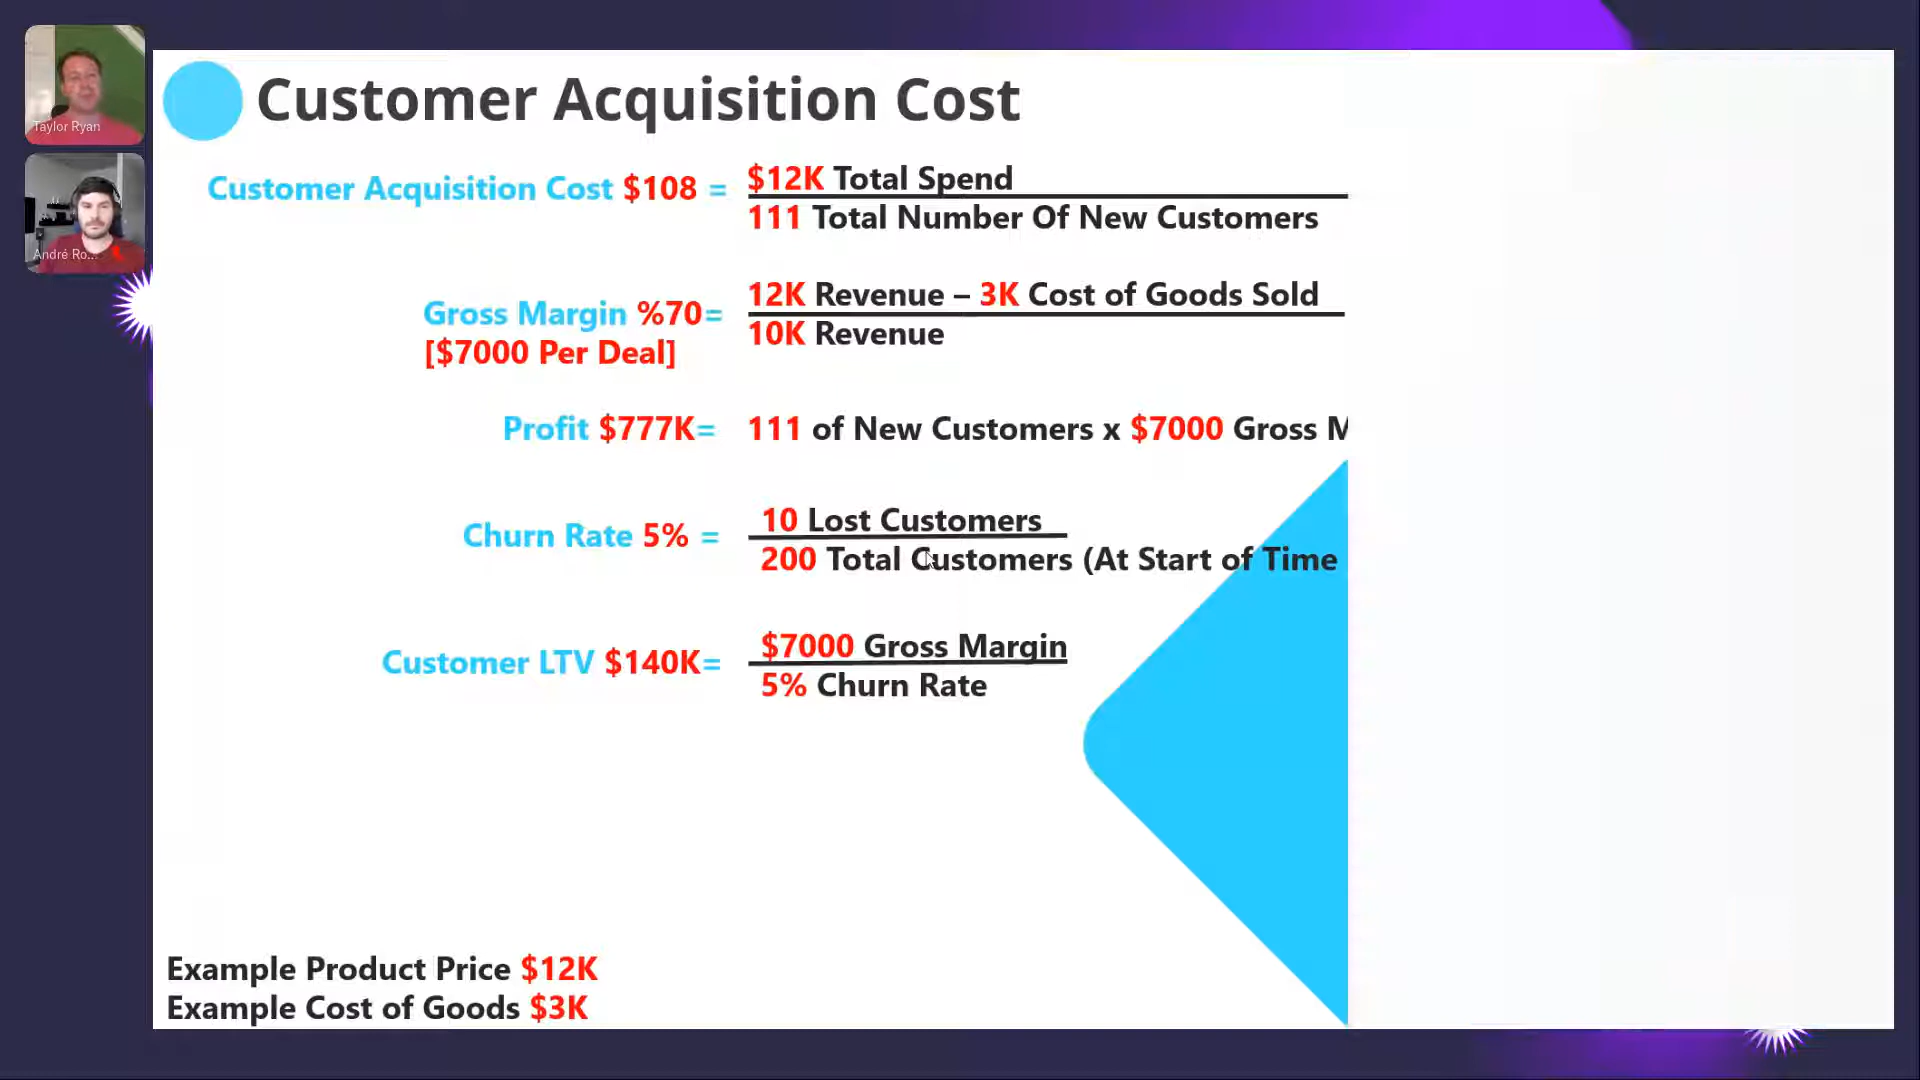 Taylor Ryan
André Ro...
Customer Acquisition Cost
Customer Acquisition Cost $108 = $12K Total Spend
111 Total Number Of New Customers
Gross Margin %70= 12K Revenue – 3K Cost of Goods Sold
[$7000 Per Deal] 10K Revenue
Profit $777K= 111 of New Customers x $7000 Gross M
Churn Rate 5% = 10 Lost Customers
200 Total Customers (At Start of Time
Customer LTV $140K= $7000 Gross Margin
5% Churn Rate
Example Product Price $12K
Example Cost of Goods $3K